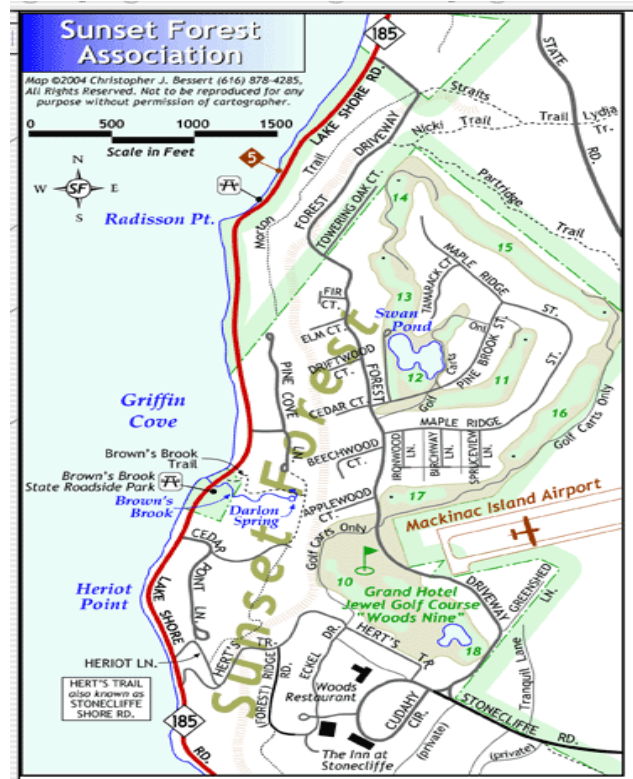 Sunset Forest
Association
Map ©2004 Christopher J. Bessert (616) 878-4285,
All Rights Reserved. Not to be reproduced for any
purpose without permission of cartographer.
0 500 1000 1500
Scale in Feet
N
W SF E
S
185
LAKE SHORE RD.
5
STATE
RD.
Straits
Trail
Nicki Trail
Trail
Lydia
Tr.
Partridge
Trail
Radisson Pt.
Morton
Trail
FOREST
DRIVEWAY
TOWERING OAK CT.
14
15
MAPLE RIDGE
ST.
TAMARACK CT.
13
FIR
CT.
Swan
Pond
ELM CT.
DRIFTWOOD
CT.
FOREST
12
Golf
Carts
Only
PINE BROOK ST.
ST.
11
CEDAR CT.
MAPLE RIDGE
16
Golf Carts Only
PINE COVE
LN.
Griffin
Cove
BEECHWOOD
CT.
IRONWOOD
LN.
BIRCHWAY
LN.
SPRUCEVIEW
LN.
Brown's Brook
Trail
Brown's Brook
State Roadside Park
Brown's
Brook
Darlon
Spring
APPLEWOOD
CT.
17
Mackinac Island Airport
Sunset Forest
Golf Carts Only
CEDAR
POINT
LN.
10
Grand Hotel
Jewel Golf Course
"Woods Nine"
DRIVEWAY
GREENSHED
LN.
Heriot
Point
LAKE SHORE
18
HERIOT LN.
HERT'S
TR.
HERT'S
TR.
HERT'S TRAIL
also known as
STONECLIFFE
SHORE RD.
(FOREST) RIDGE
RD.
ECKEL
DR.
Woods
Restaurant
CUDAHY
CIR.
Tranquil Lane
STONECLIFFE
RD.
185
RD.
The Inn at
Stonecliffe
(private)
(private)